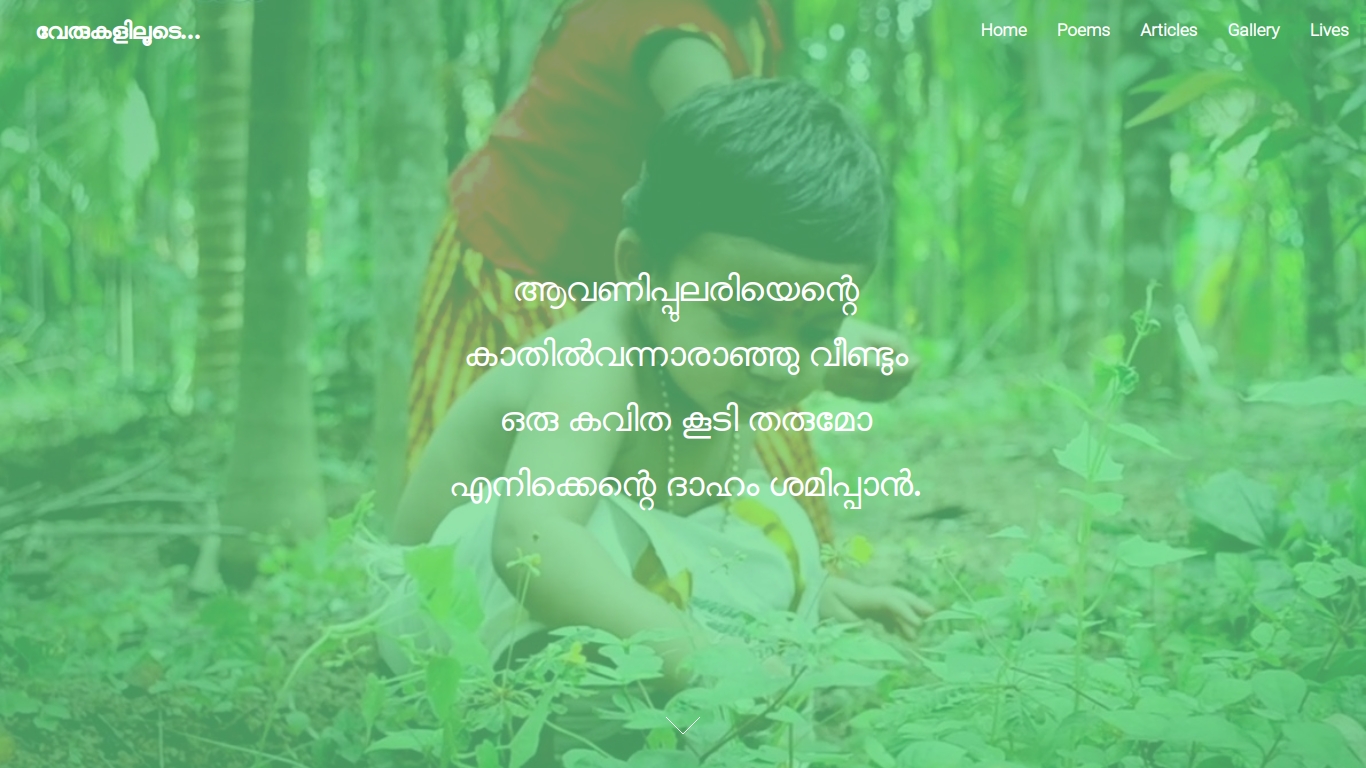 വേരുകളിലൂടെ...
Home Poems Articles Gallery Lives
ആവണിപ്പുലരിയെന്റെ
കാതിൽവന്നാരാഞ്ഞു വീണ്ടും
ഒരു കവിത കൂടി തരുമോ
എനിക്കെന്റെ ദാഹം ശമിപ്പാൻ.